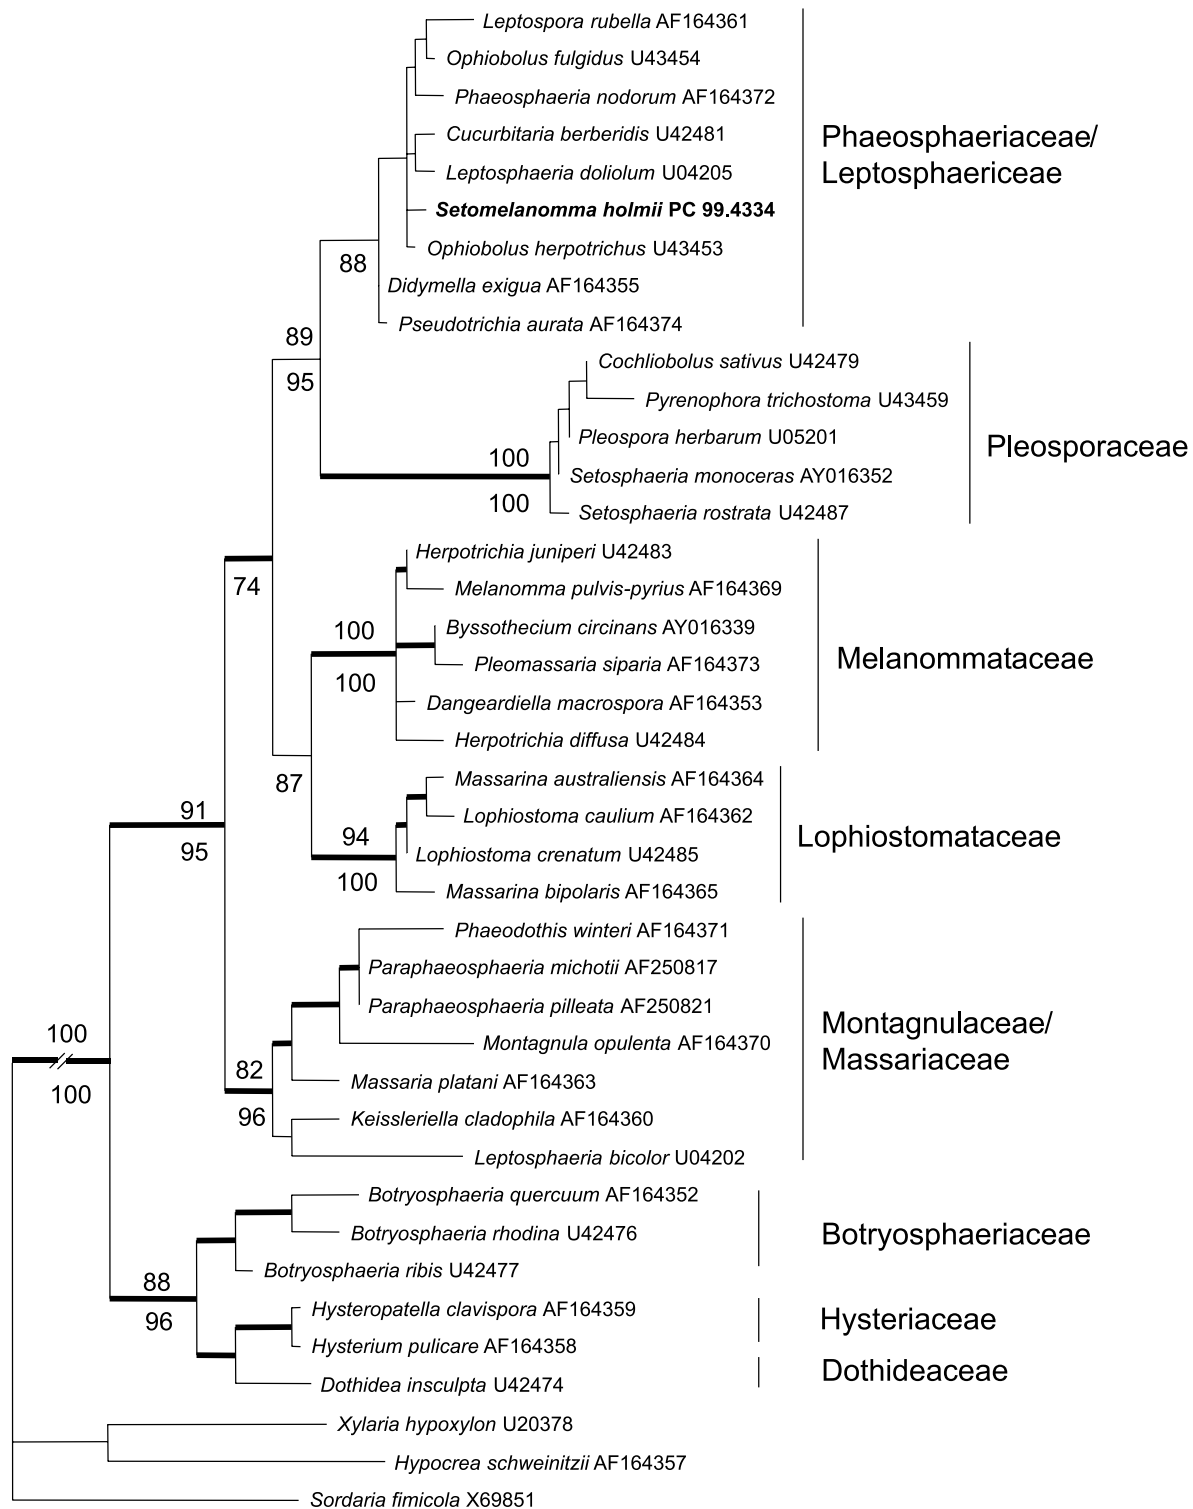 Leptospora rubella AF164361
Ophiobolus fulgidus U43454
Phaeosphaeria nodorum AF164372
Cucurbitaria berberidis U42481
Leptosphaeria doliolum U04205
Setomelanomma holmii PC 99.4334
Ophiobolus herpotrichus U43453
Didymella exigua AF164355
Pseudotrichia aurata AF164374
Phaeosphaeriaceae/
Leptosphaericeae
88
89
95
Cochliobolus sativus U42479
Pyrenophora trichostoma U43459
Pleospora herbarum U05201
Setosphaeria monoceras AY016352
Setosphaeria rostrata U42487
Pleosporaceae
100
100
74
Herpotrichia juniperi U42483
Melanomma pulvis-pyrius AF164369
Byssothecium circinans AY016339
Pleomassaria siparia AF164373
Dangeardiella macrospora AF164353
Herpotrichia diffusa U42484
Melanommataceae
100
100
87
Massarina australiensis AF164364
Lophiostoma caulium AF164362
Lophiostoma crenatum U42485
Massarina bipolaris AF164365
Lophiostomataceae
94
100
91
95
Phaeodothis winteri AF164371
Paraphaeosphaeria michotii AF250817
Paraphaeosphaeria pilleata AF250821
Montagnula opulenta AF164370
Massaria platani AF164363
Keissleriella cladophila AF164360
Leptosphaeria bicolor U04202
Montagnulaceae/
Massariaceae
82
96
100
100
Botryosphaeria quercuum AF164352
Botryosphaeria rhodina U42476
Botryosphaeria ribis U42477
Botryosphaeriaceae
88
96
Hysteropatella clavispora AF164359
Hysterium pulicare AF164358
Hysteriaceae
Dothidea insculpta U42474
Dothideaceae
Xylaria hypoxylon U20378
Hypocrea schweinitzii AF164357
Sordaria fimicola X69851